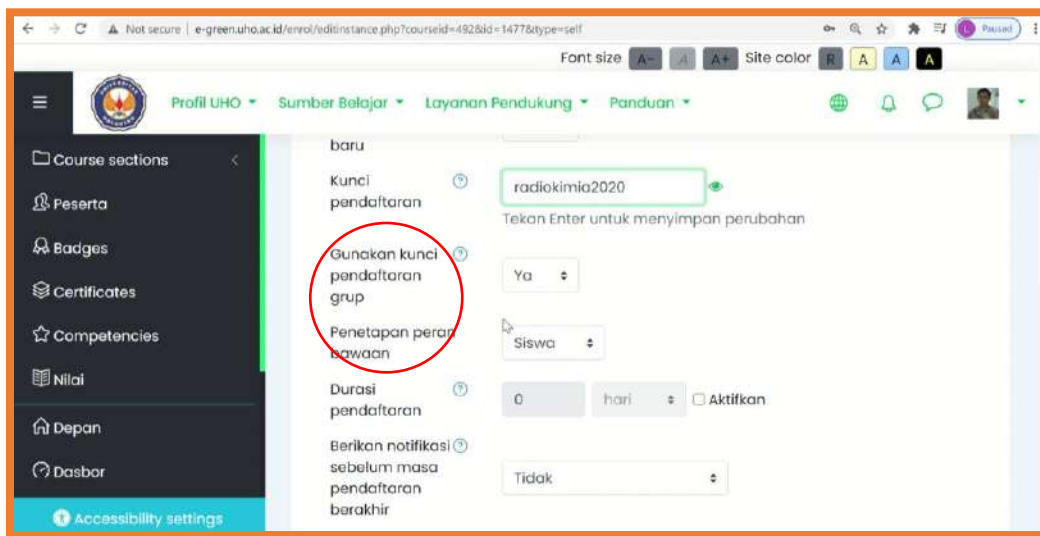 Not secure | e-green.uho.ac.id/enrol/editinstance.php?courseid=492&id=1477&type=self
Paused
Font size A- A A+ Site color R A A A
Profil UHO Sumber Belajar Layanan Pendukung Panduan
Course sections
Peserta
Badges
Certificates
Competencies
Nilai
Depan
Dasbor
Accessibility settings
baru
Kunci
pendaftaran
radiokimia2020
Tekan Enter untuk menyimpan perubahan
Gunakan kunci
pendaftaran
grup
Ya
Penetapan peran
bawaan
Siswa
Durasi
pendaftaran
0 hari Aktifkan
Berikan notifikasi
sebelum masa
pendaftaran
berakhir
Tidak